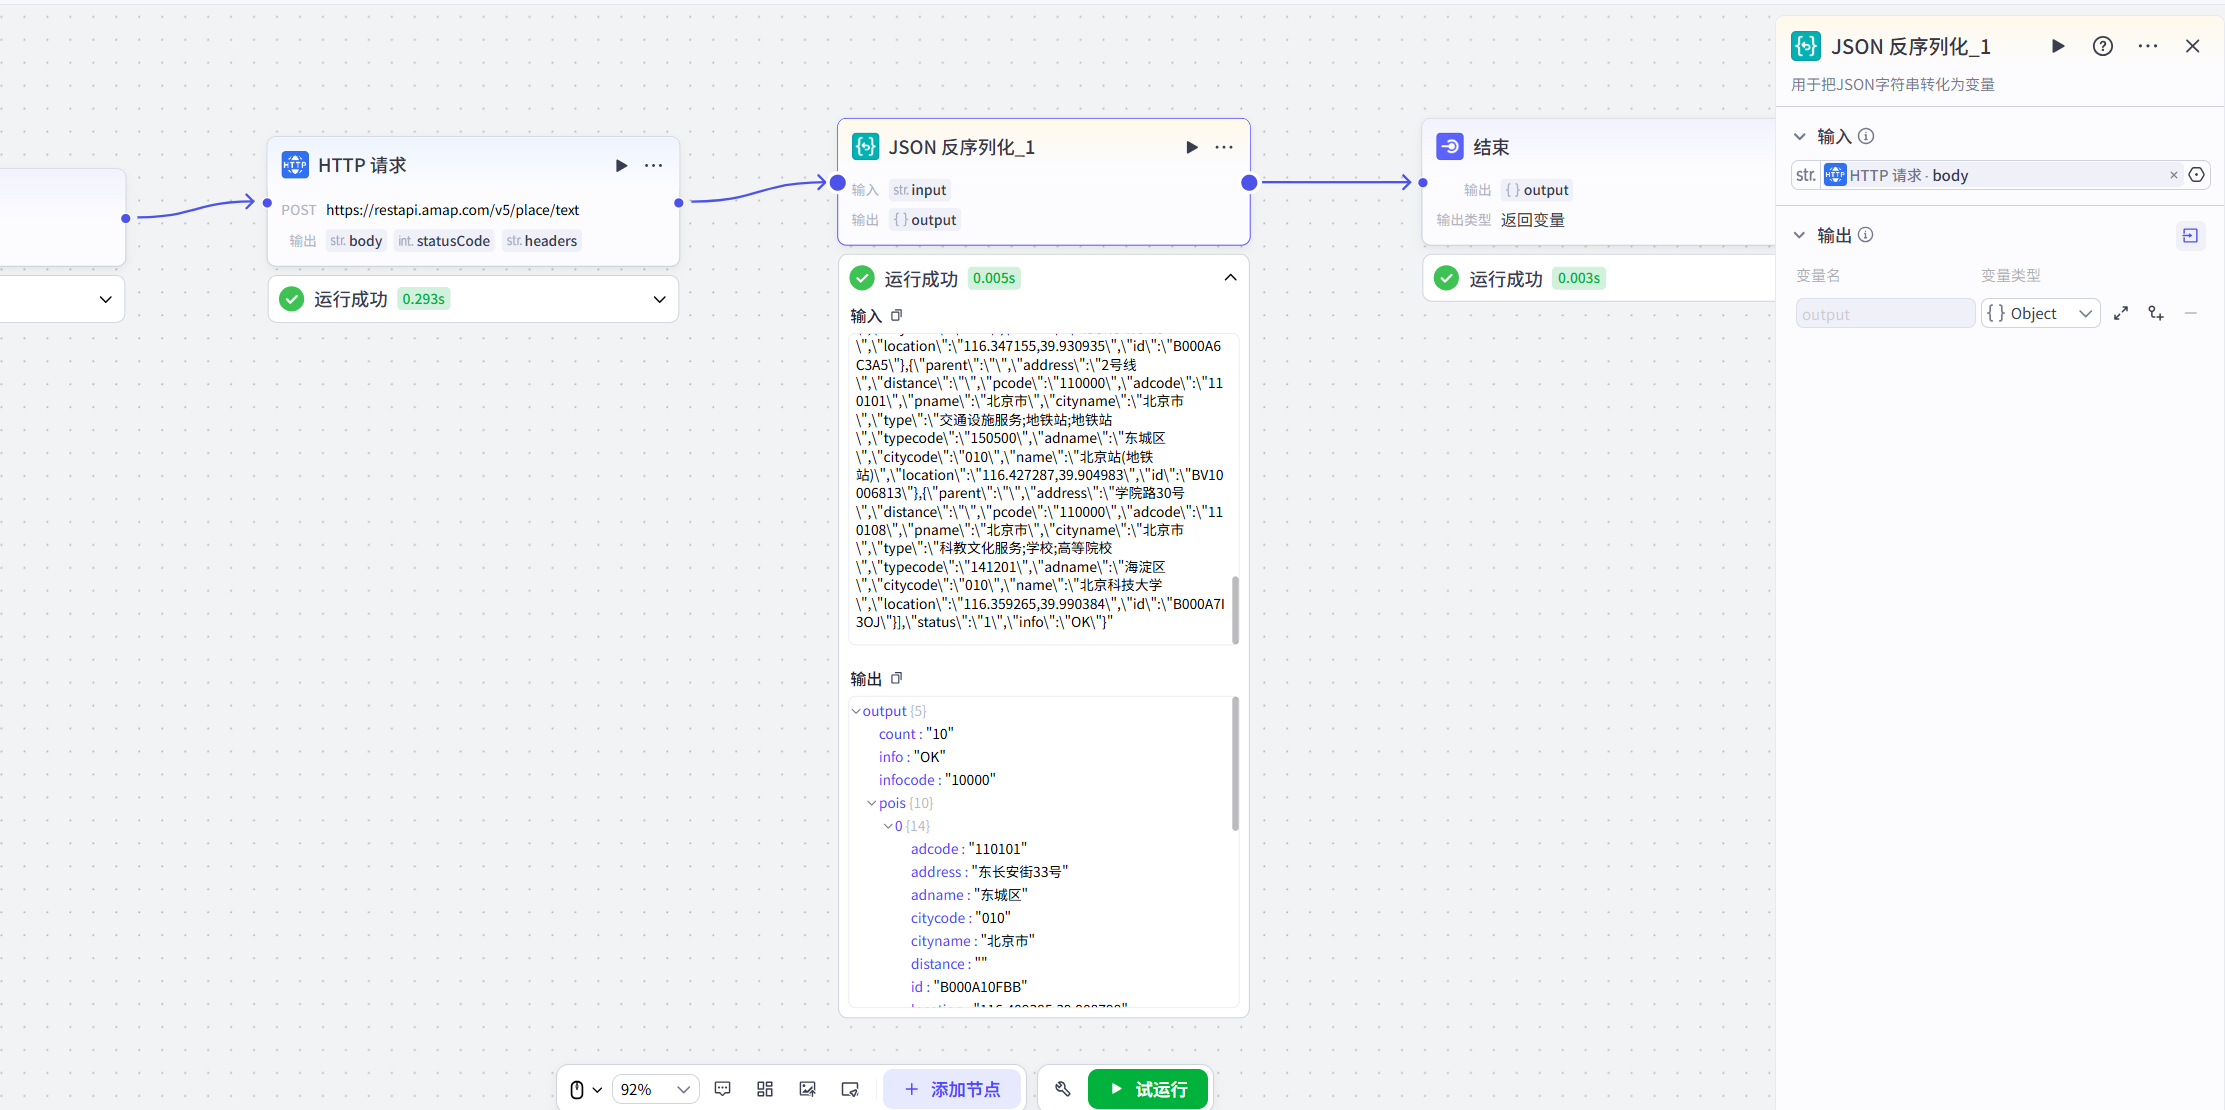 HTTP 请求
POST https://restapi.amap.com/v5/place/text
输出 str. body int. statusCode str. headers
运行成功 0.293s
JSON 反序列化_1
输入 str. input
输出 { } output
运行成功 0.005s
输入
\",\"location\":\"116.347155,39.930935\",\"id\":\"B000A6
C3A5\"},{\"parent\":\"\",\"address\":\"2号线
\",\"distance\":\"\",\"pcode\":\"110000\",\"adcode\":\"11
0101\",\"pname\":\"北京市\",\"cityname\":\"北京市
\",\"type\":\"交通设施服务;地铁站;地铁站
\",\"typecode\":\"150500\",\"adname\":\"东城区
\",\"citycode\":\"010\",\"name\":\"北京站(地铁
站)\",\"location\":\"116.427287,39.904983\",\"id\":\"BV10
006813\"},{\"parent\":\"\",\"address\":\"学院路30号
\",\"distance\":\"\",\"pcode\":\"110000\",\"adcode\":\"11
0108\",\"pname\":\"北京市\",\"cityname\":\"北京市
\",\"type\":\"科教文化服务;学校;高等院校
\",\"typecode\":\"141201\",\"adname\":\"海淀区
\",\"citycode\":\"010\",\"name\":\"北京科技大学
\",\"location\":\"116.359265,39.990384\",\"id\":\"B000A7I
3OJ\"}],\"status\":\"1\",\"info\":\"OK\"}"
输出
output {5}
count : "10"
info : "OK"
infocode : "10000"
pois {10}
0 {14}
adcode : "110101"
address : "东长安街33号"
adname : "东城区"
citycode : "010"
cityname : "北京市"
distance : ""
id : "B000A10FBB"
结束
输出 { } output
输出类型 返回变量
运行成功 0.003s
JSON 反序列化_1
用于把JSON字符串转化为变量
输入
str. HTTP 请求 · body
输出
变量名 变量类型
output { } Object
92% 添加节点 试运行